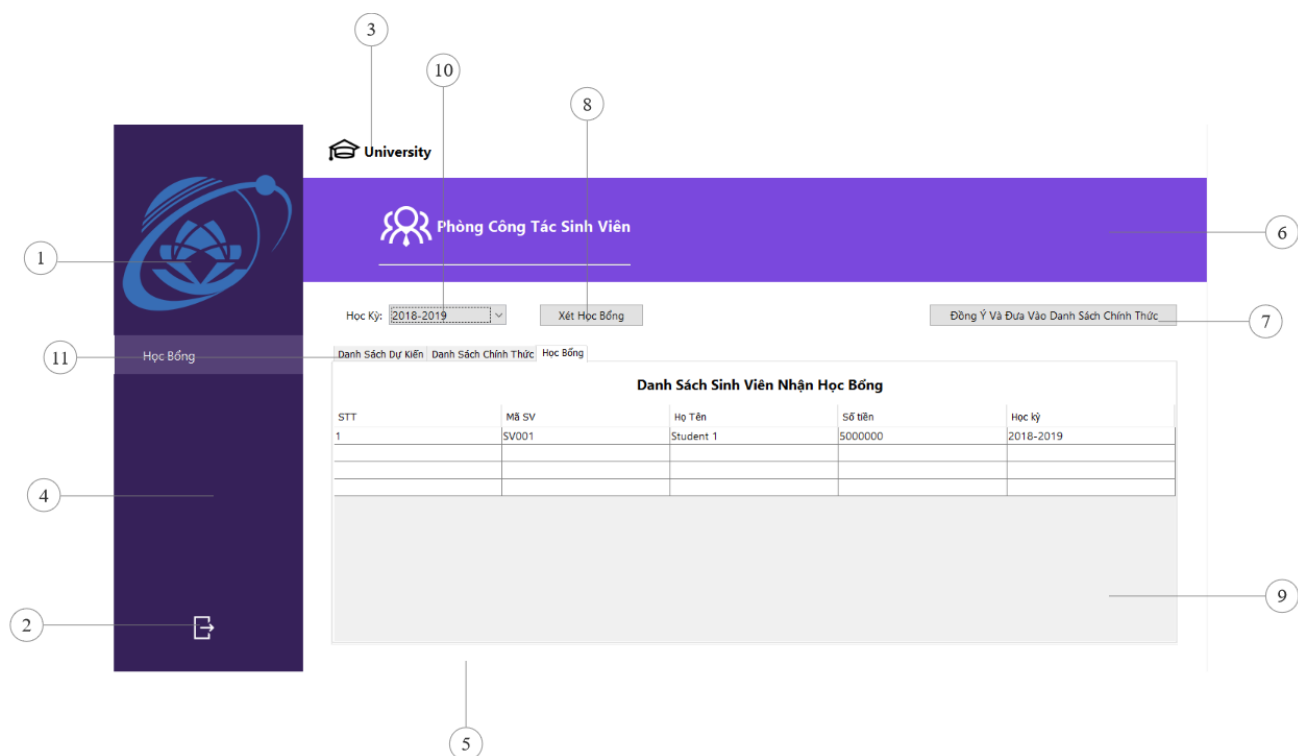 3
10
8
University
Phòng Công Tác Sinh Viên
6
1
Học Kỳ: 2018-2019 Xét Học Bổng Đồng Ý Và Đưa Vào Danh Sách Chính Thức
7
11
Học Bổng
Danh Sách Dự Kiến Danh Sách Chính Thức Học Bổng
Danh Sách Sinh Viên Nhận Học Bổng
STT Mã SV Họ Tên Số tiền Học kỳ
1 SV001 Student 1 5000000 2018-2019
4
9
2
5